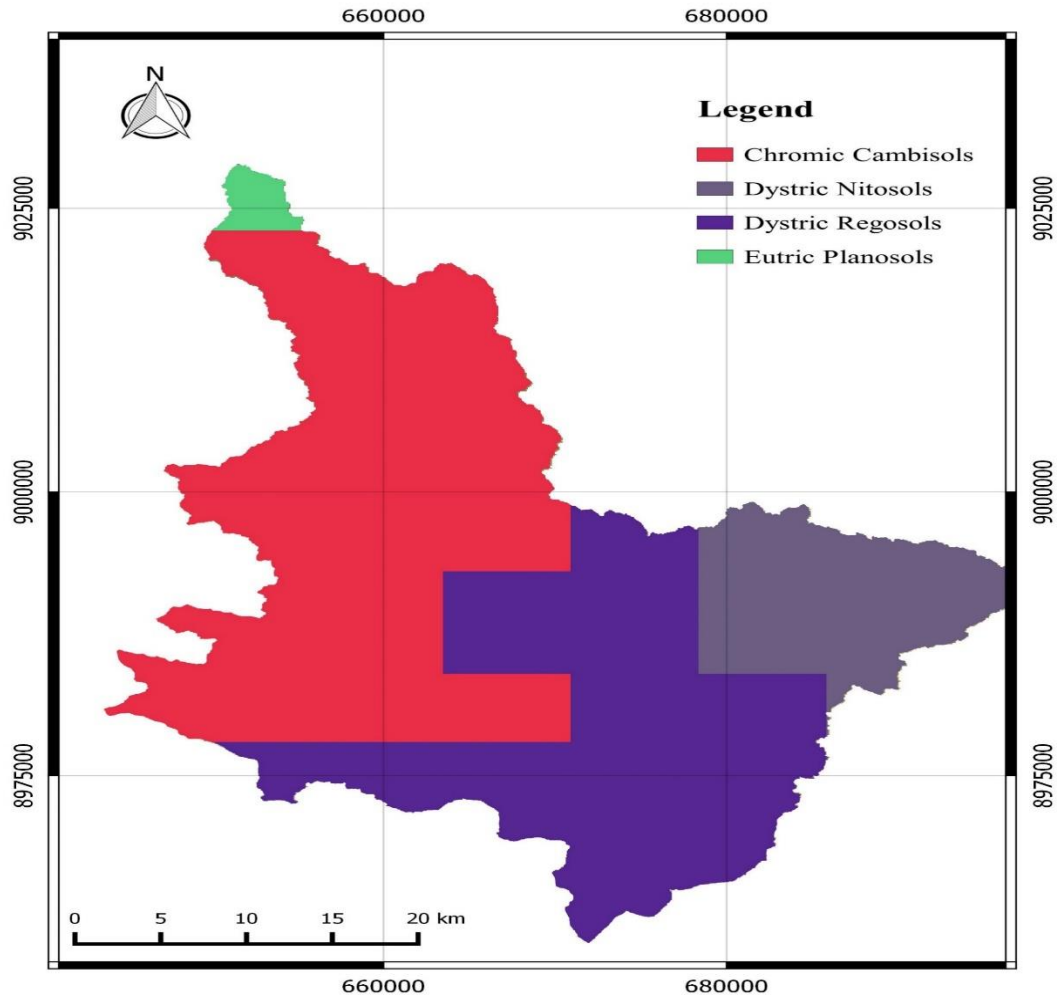 660000 680000
N
Legend
Chromic Cambisols
Dystric Nitosols
Dystric Regosols
Eutric Planosols
9025000 9025000
9000000 9000000
8975000 8975000
0 5 10 15 20 km
660000 680000